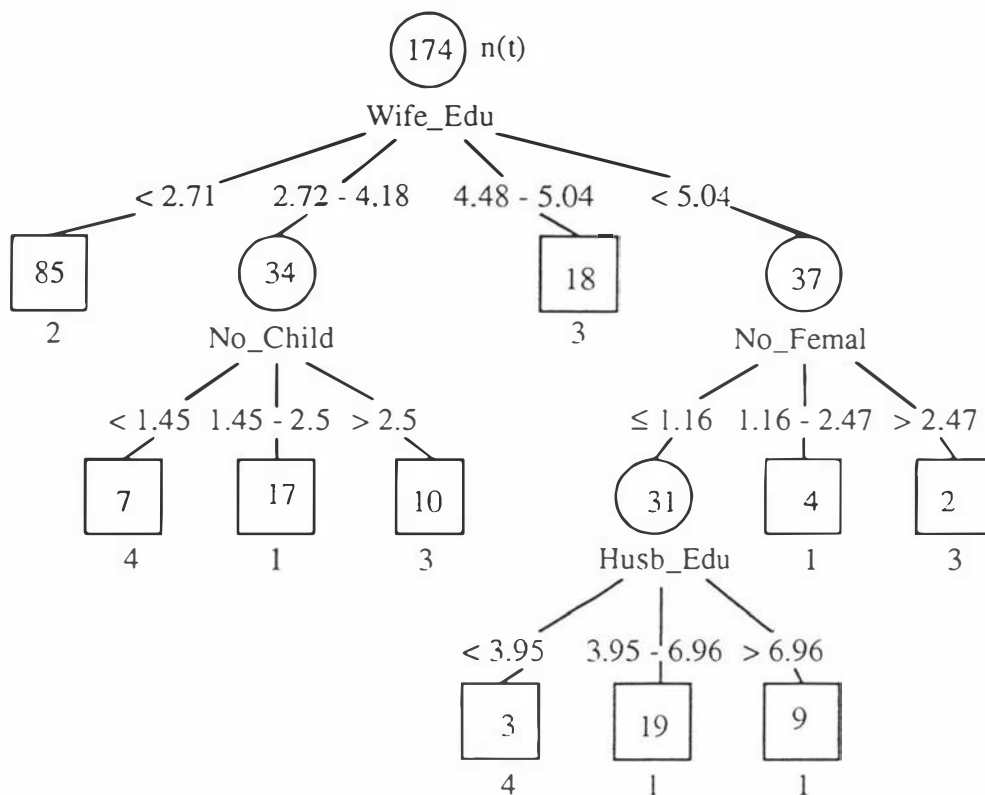 174 n(t)
Wife_Edu
< 2.71 2.72 - 4.18 4.48 - 5.04 < 5.04
85 34 18 37
2 3
No_Child No_Femal
< 1.45 1.45 - 2.5 > 2.5 ≤ 1.16 1.16 - 2.47 > 2.47
7 17 10 31 4 2
4 1 3 1 3
Husb_Edu
< 3.95 3.95 - 6.96 > 6.96
3 19 9
4 1 1